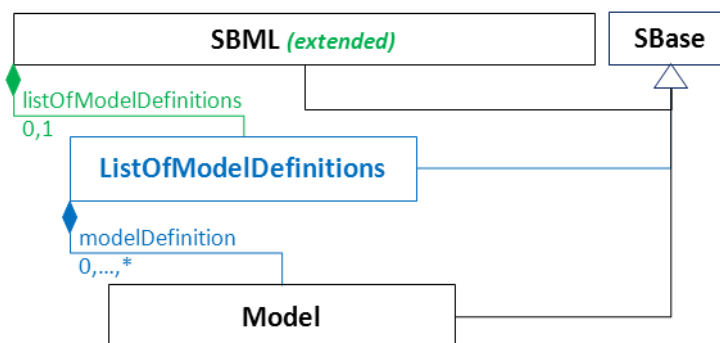 SBML (extended)
SBase
listOfModelDefinitions
0,1
ListOfModelDefinitions
modelDefinition
0,...,*
Model